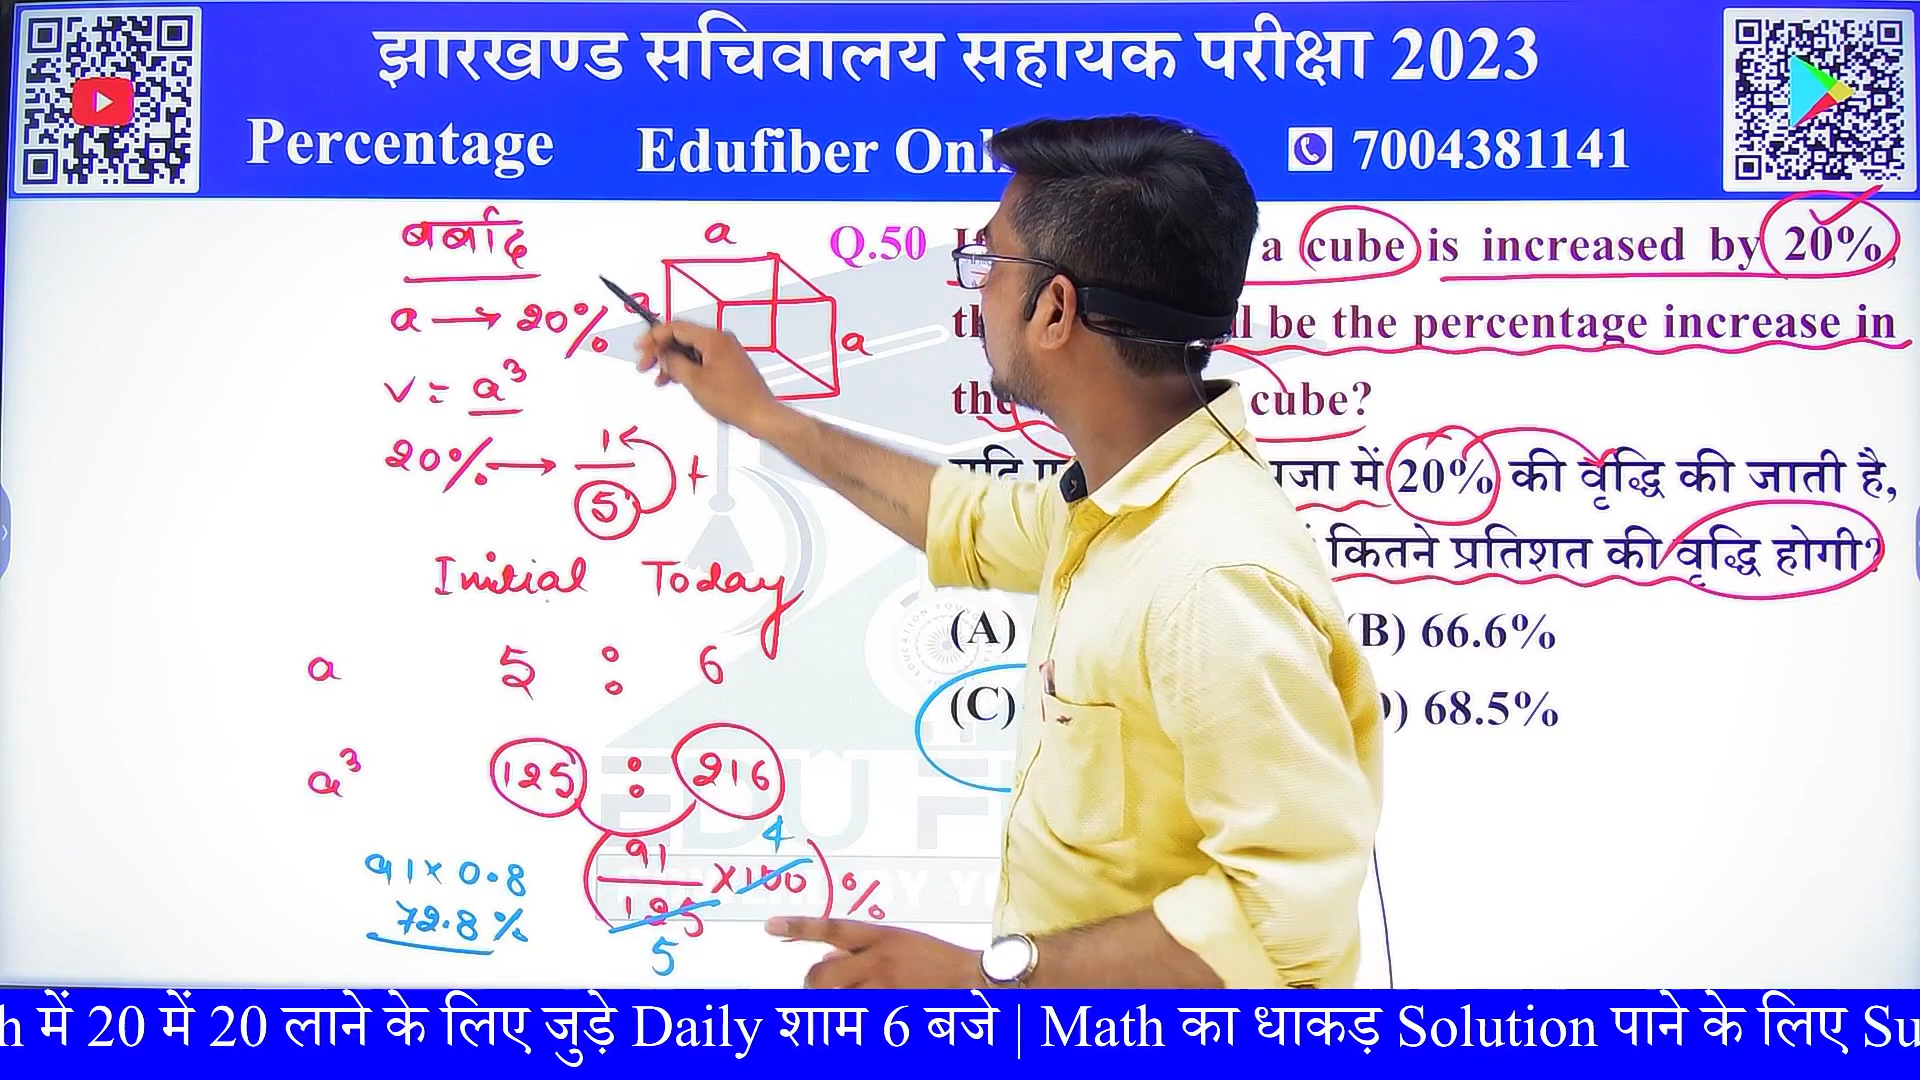 झारखण्ड सचिवालय सहायक परीक्षा 2023
Percentage Edufiber 7004381141
बर्बाद
a → 20%
v = a³
20% → 1/5 +
a
a
a
Initial Today
a 5 : 6
a³ 125 : 216
(91/125 × 100) %
4
5
91 × 0.8
72.8 %
Q.50 a cube is increased by 20%,
be the percentage increase in
cube?
में 20% की वृद्धि की जाती है,
कितने प्रतिशत की वृद्धि होगी?
(A) (B) 66.6%
(C) 68.5%
EDU
में 20 में 20 लाने के लिए जुड़े Daily शाम 6 बजे | Math का धाकड़ Solution पाने के लिए